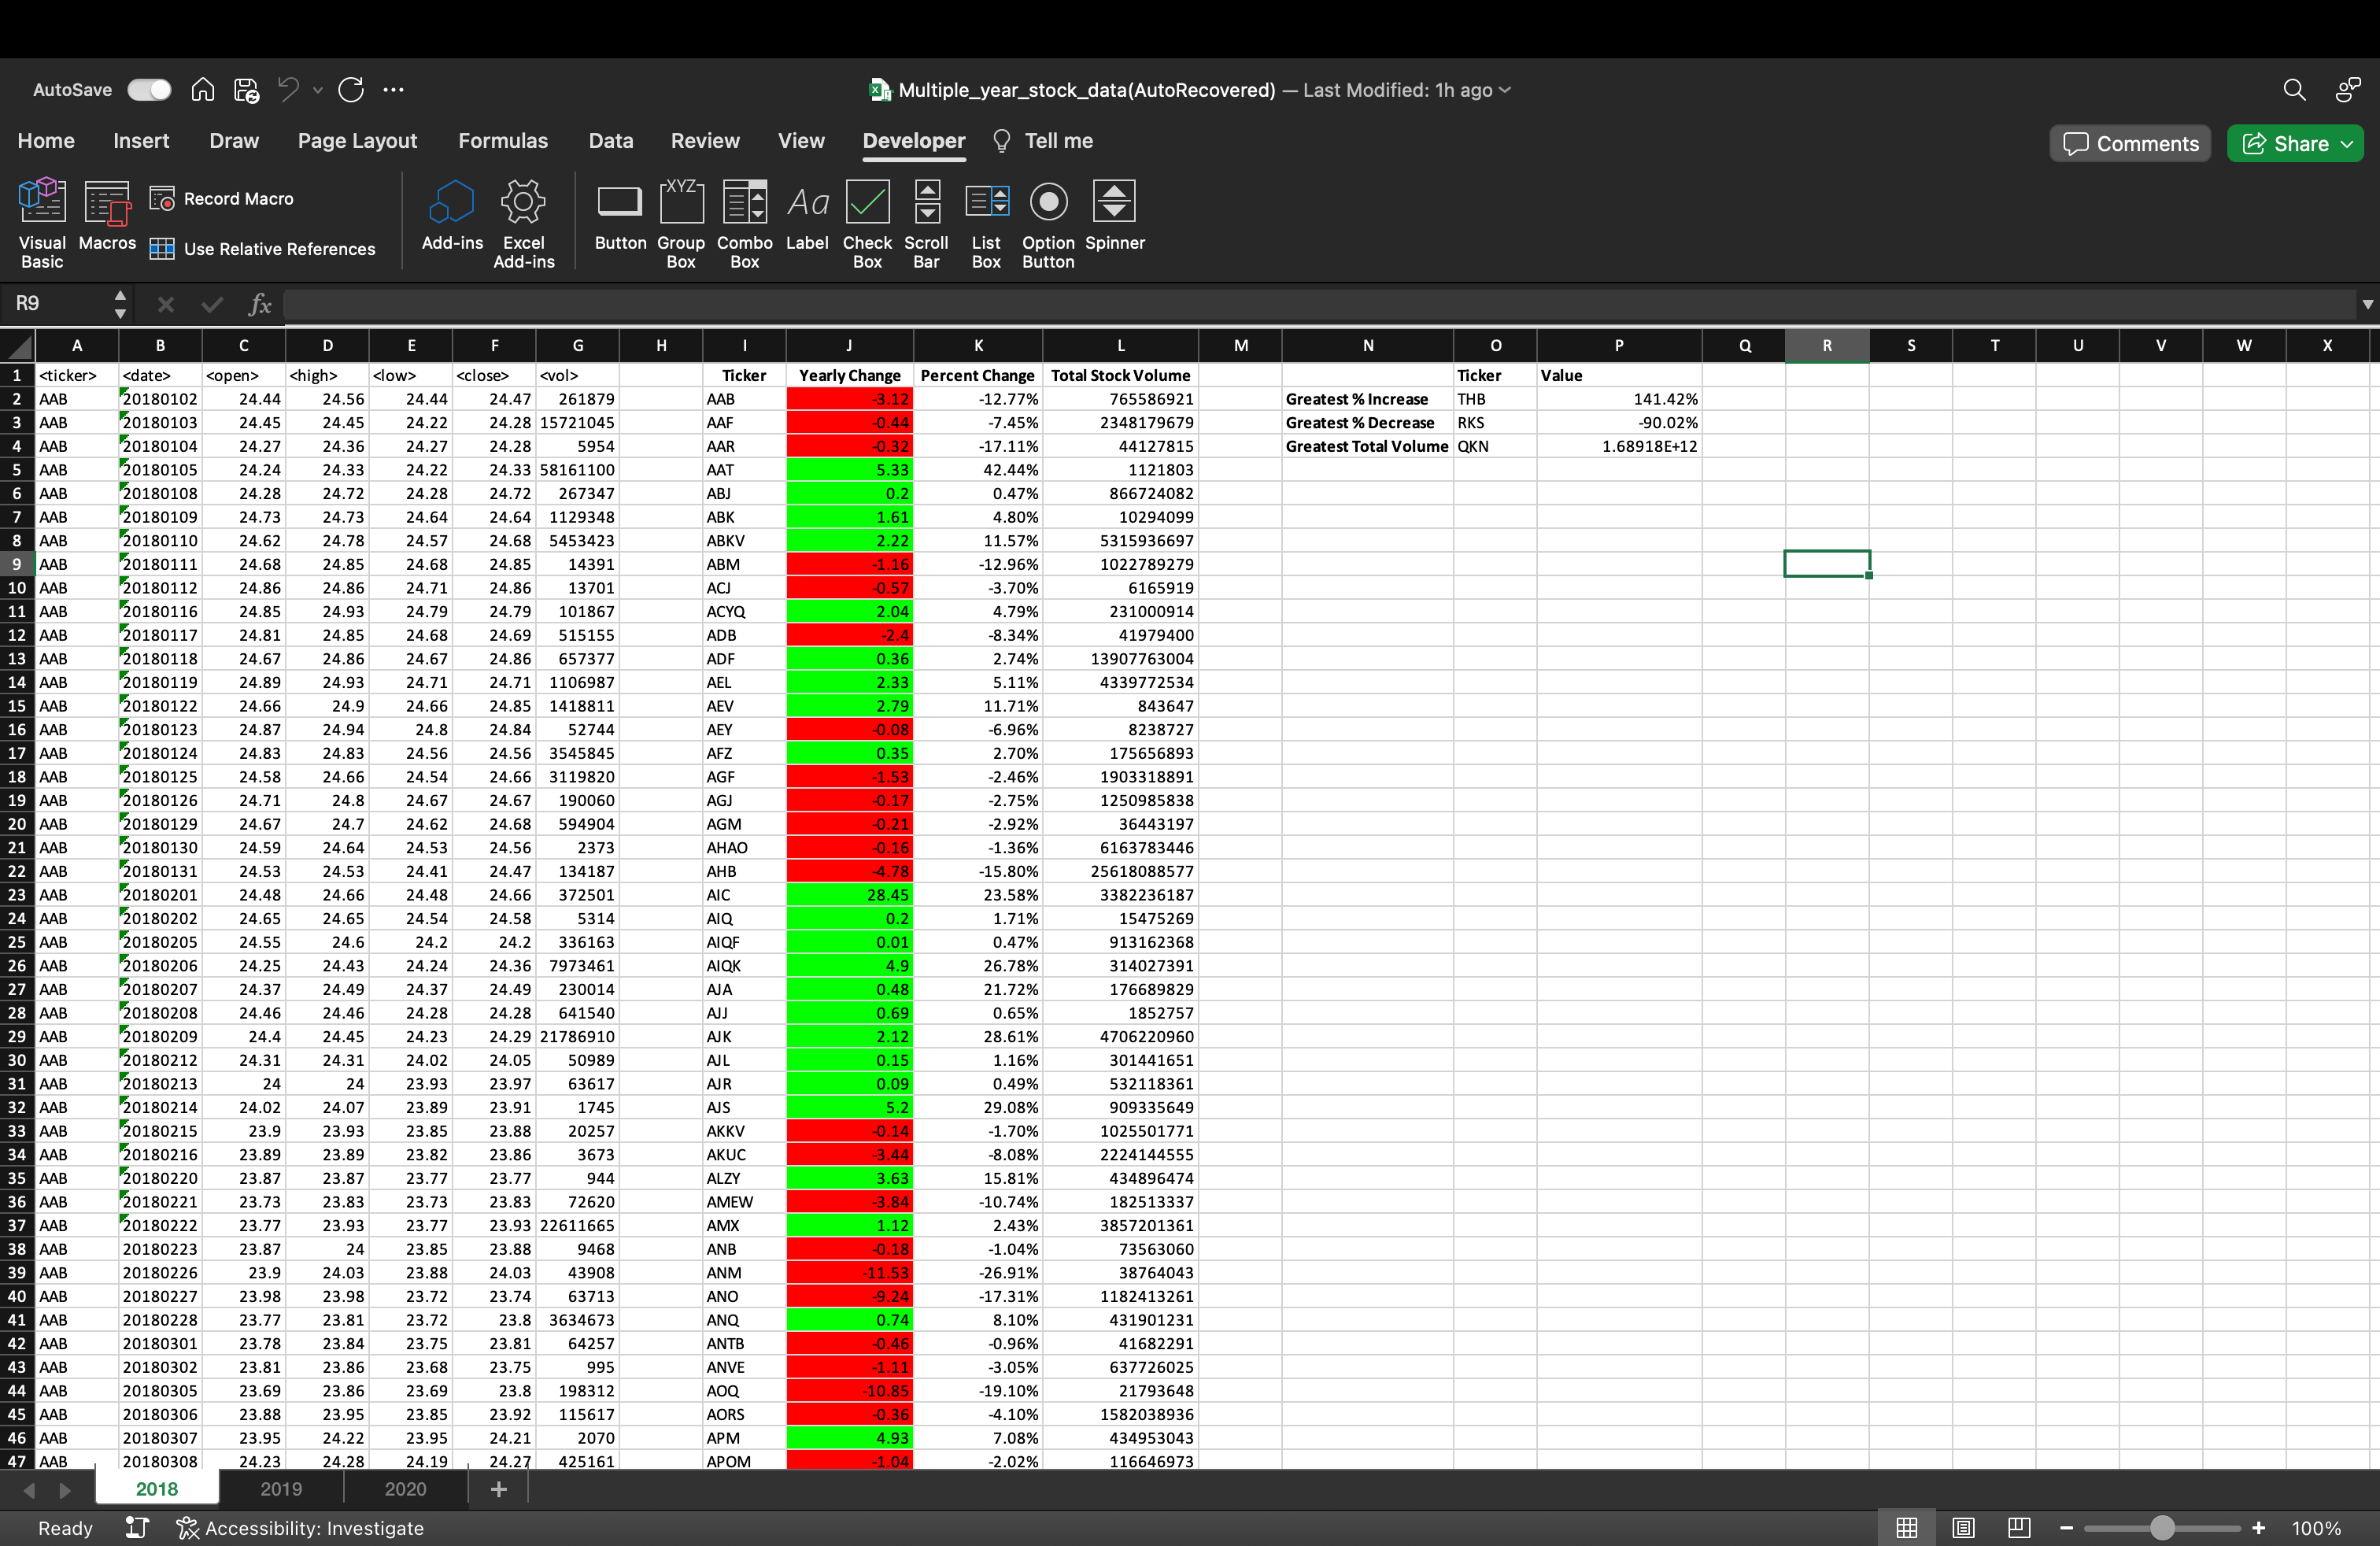 AutoSave Multiple_year_stock_data(AutoRecovered) — Last Modified: 1h ago
Home Insert Draw Page Layout Formulas Data Review View Developer Tell me Comments Share
Visual Basic Macros Record Macro Use Relative References Add-ins Excel Add-ins Button XYZ Group Box Combo Box Aa Label Check Box Scroll Bar List Box Option Button Spinner
R9 fx
A B C D E F G H I J K L M N O P Q R S T U V W X
1 <ticker> <date> <open> <high> <low> <close> <vol> Ticker Yearly Change Percent Change Total Stock Volume Ticker Value
2 AAB 20180102 24.44 24.56 24.44 24.47 261879 AAB -3.12 -12.77% 765586921 Greatest % Increase THB 141.42%
3 AAB 20180103 24.45 24.45 24.22 24.28 15721045 AAF -0.44 -7.45% 2348179679 Greatest % Decrease RKS -90.02%
4 AAB 20180104 24.27 24.36 24.27 24.28 5954 AAR -0.32 -17.11% 44127815 Greatest Total Volume QKN 1.68918E+12
5 AAB 20180105 24.24 24.33 24.22 24.33 58161100 AAT 5.33 42.44% 1121803
6 AAB 20180108 24.28 24.72 24.28 24.72 267347 ABJ 0.2 0.47% 866724082
7 AAB 20180109 24.73 24.73 24.64 24.64 1129348 ABK 1.61 4.80% 10294099
8 AAB 20180110 24.62 24.78 24.57 24.68 5453423 ABKV 2.22 11.57% 5315936697
9 AAB 20180111 24.68 24.85 24.68 24.85 14391 ABM -1.16 -12.96% 1022789279
10 AAB 20180112 24.86 24.86 24.71 24.86 13701 ACJ -0.57 -3.70% 6165919
11 AAB 20180116 24.85 24.93 24.79 24.79 101867 ACYQ 2.04 4.79% 231000914
12 AAB 20180117 24.81 24.85 24.68 24.69 515155 ADB -2.4 -8.34% 41979400
13 AAB 20180118 24.67 24.86 24.67 24.86 657377 ADF 0.36 2.74% 13907763004
14 AAB 20180119 24.89 24.93 24.71 24.71 1106987 AEL 2.33 5.11% 4339772534
15 AAB 20180122 24.66 24.9 24.66 24.85 1418811 AEV 2.79 11.71% 843647
16 AAB 20180123 24.87 24.94 24.8 24.84 52744 AEY -0.08 -6.96% 8238727
17 AAB 20180124 24.83 24.83 24.56 24.56 3545845 AFZ 0.35 2.70% 175656893
18 AAB 20180125 24.58 24.66 24.54 24.66 3119820 AGF -1.53 -2.46% 1903318891
19 AAB 20180126 24.71 24.8 24.67 24.67 190060 AGJ -0.17 -2.75% 1250985838
20 AAB 20180129 24.67 24.7 24.62 24.68 594904 AGM -0.21 -2.92% 36443197
21 AAB 20180130 24.59 24.64 24.53 24.56 2373 AHAO -0.16 -1.36% 6163783446
22 AAB 20180131 24.53 24.53 24.41 24.47 134187 AHB -4.78 -15.80% 25618088577
23 AAB 20180201 24.48 24.66 24.48 24.66 372501 AIC 28.45 23.58% 3382236187
24 AAB 20180202 24.65 24.65 24.54 24.58 5314 AIQ 0.2 1.71% 15475269
25 AAB 20180205 24.55 24.6 24.2 24.2 336163 AIQF 0.01 0.47% 913162368
26 AAB 20180206 24.25 24.43 24.24 24.36 7973461 AIQK 4.9 26.78% 314027391
27 AAB 20180207 24.37 24.49 24.37 24.49 230014 AJA 0.48 21.72% 176689829
28 AAB 20180208 24.46 24.46 24.28 24.28 641540 AJJ 0.69 0.65% 1852757
29 AAB 20180209 24.4 24.45 24.23 24.29 21786910 AJK 2.12 28.61% 4706220960
30 AAB 20180212 24.31 24.31 24.02 24.05 50989 AJL 0.15 1.16% 301441651
31 AAB 20180213 24 24 23.93 23.97 63617 AJR 0.09 0.49% 532118361
32 AAB 20180214 24.02 24.07 23.89 23.91 1745 AJS 5.2 29.08% 909335649
33 AAB 20180215 23.9 23.93 23.85 23.88 20257 AKKV -0.14 -1.70% 1025501771
34 AAB 20180216 23.89 23.89 23.82 23.86 3673 AKUC -3.44 -8.08% 2224144555
35 AAB 20180220 23.87 23.87 23.77 23.77 944 ALZY 3.63 15.81% 434896474
36 AAB 20180221 23.73 23.83 23.73 23.83 72620 AMEW -3.84 -10.74% 182513337
37 AAB 20180222 23.77 23.93 23.77 23.93 22611665 AMX 1.12 2.43% 3857201361
38 AAB 20180223 23.87 24 23.85 23.88 9468 ANB -0.18 -1.04% 73563060
39 AAB 20180226 23.9 24.03 23.88 24.03 43908 ANM -11.53 -26.91% 38764043
40 AAB 20180227 23.98 23.98 23.72 23.74 63713 ANO -9.24 -17.31% 1182413261
41 AAB 20180228 23.77 23.81 23.72 23.8 3634673 ANQ 0.74 8.10% 431901231
42 AAB 20180301 23.78 23.84 23.75 23.81 64257 ANTB -0.46 -0.96% 41682291
43 AAB 20180302 23.81 23.86 23.68 23.75 995 ANVE -1.11 -3.05% 637726025
44 AAB 20180305 23.69 23.86 23.69 23.8 198312 AOQ -10.85 -19.10% 21793648
45 AAB 20180306 23.88 23.95 23.85 23.92 115617 AORS -0.36 -4.10% 1582038936
46 AAB 20180307 23.95 24.22 23.95 24.21 2070 APM 4.93 7.08% 434953043
47 AAB 20180308 24.23 24.28 24.19 24.27 425161 APOM -1.04 -2.02% 116646973
2018 2019 2020 +
Ready Accessibility: Investigate 100%